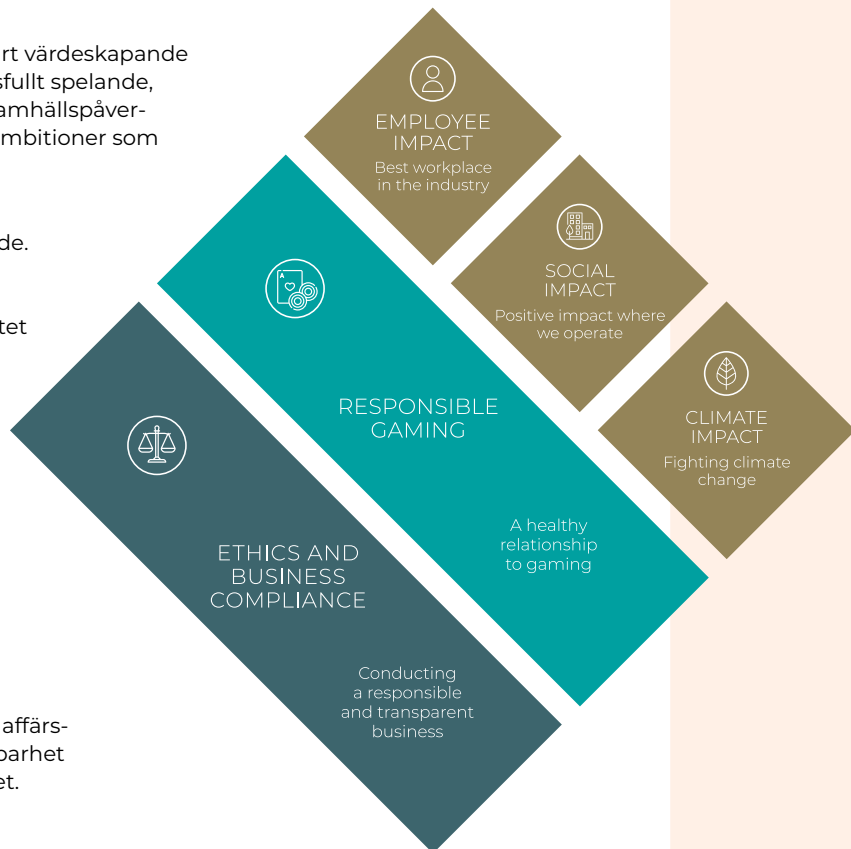 rt värdeskapande
sfullt spelande,
amhällspåver-
mbitioner som
de.
tet
affärs-
barhet
et.
EMPLOYEE
IMPACT
Best workplace
in the industry
SOCIAL
IMPACT
Positive impact where
we operate
CLIMATE
IMPACT
Fighting climate
change
RESPONSIBLE
GAMING
A healthy
relationship
to gaming
ETHICS AND
BUSINESS
COMPLIANCE
Conducting
a responsible
and transparent
business
A